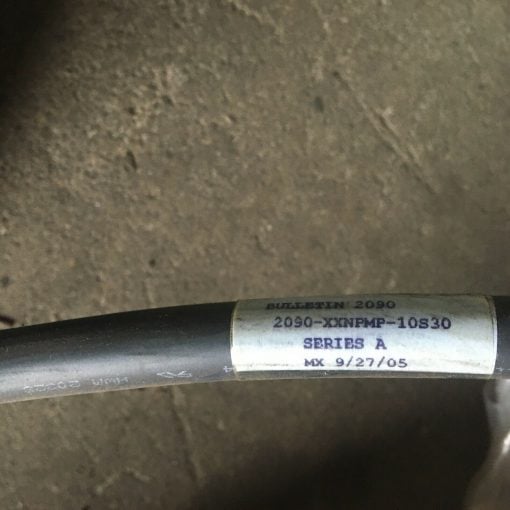 BULLETIN 2090
2090-XXNPMP-10S30
SERIES A
MX 9/27/05